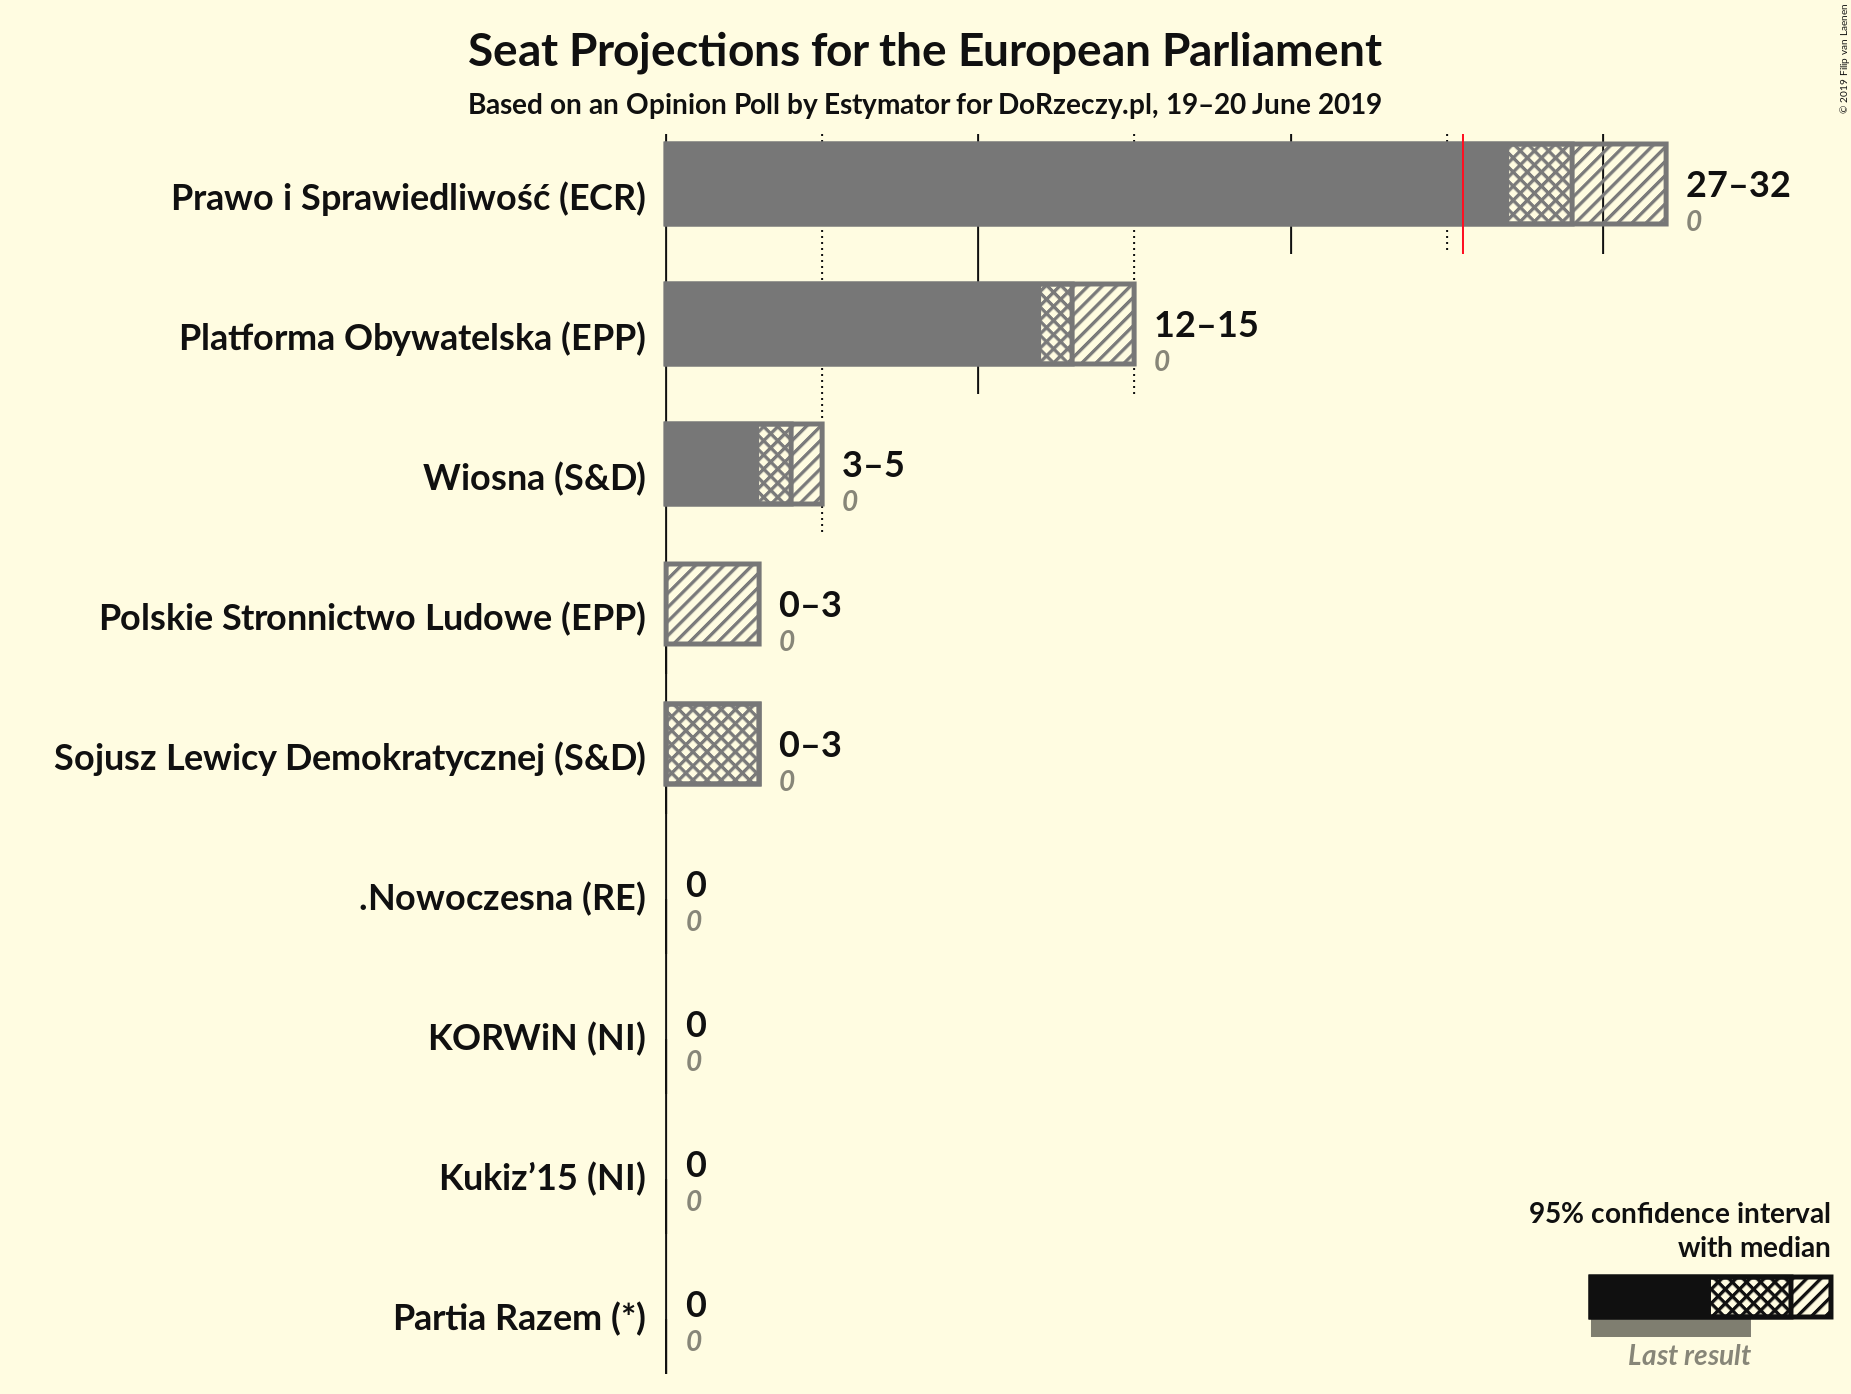 Seat Projections for the European Parliament
Based on an Opinion Poll by Estymator for DoRzeczy.pl, 19–20 June 2019
© 2019 Filip van Laenen
Prawo i Sprawiedliwość (ECR)
27–32
0
Platforma Obywatelska (EPP)
12–15
0
Wiosna (S&D)
3–5
0
Polskie Stronnictwo Ludowe (EPP)
0–3
0
Sojusz Lewicy Demokratycznej (S&D)
0–3
0
.Nowoczesna (RE)
0
0
KORWiN (NI)
0
0
Kukiz’15 (NI)
0
0
Partia Razem (*)
0
0
95% confidence interval
with median
Last result